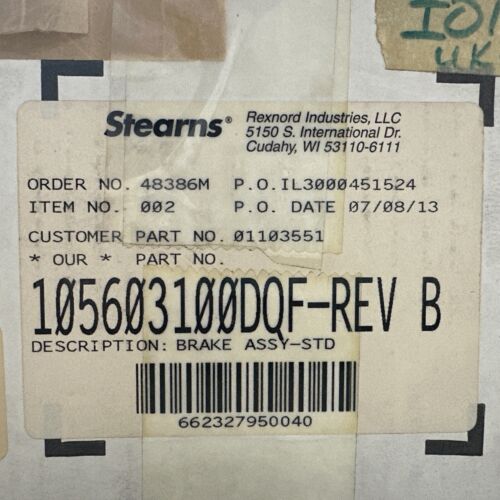 IO
UK
Stearns®
Rexnord Industries, LLC
5150 S. International Dr.
Cudahy, WI 53110-6111
ORDER NO. 48386M P.O.IL3000451524
ITEM NO. 002 P.O. DATE 07/08/13
CUSTOMER PART NO. 01103551
* OUR * PART NO.
105603100DQF-REV B
DESCRIPTION: BRAKE ASSY-STD
662327950040